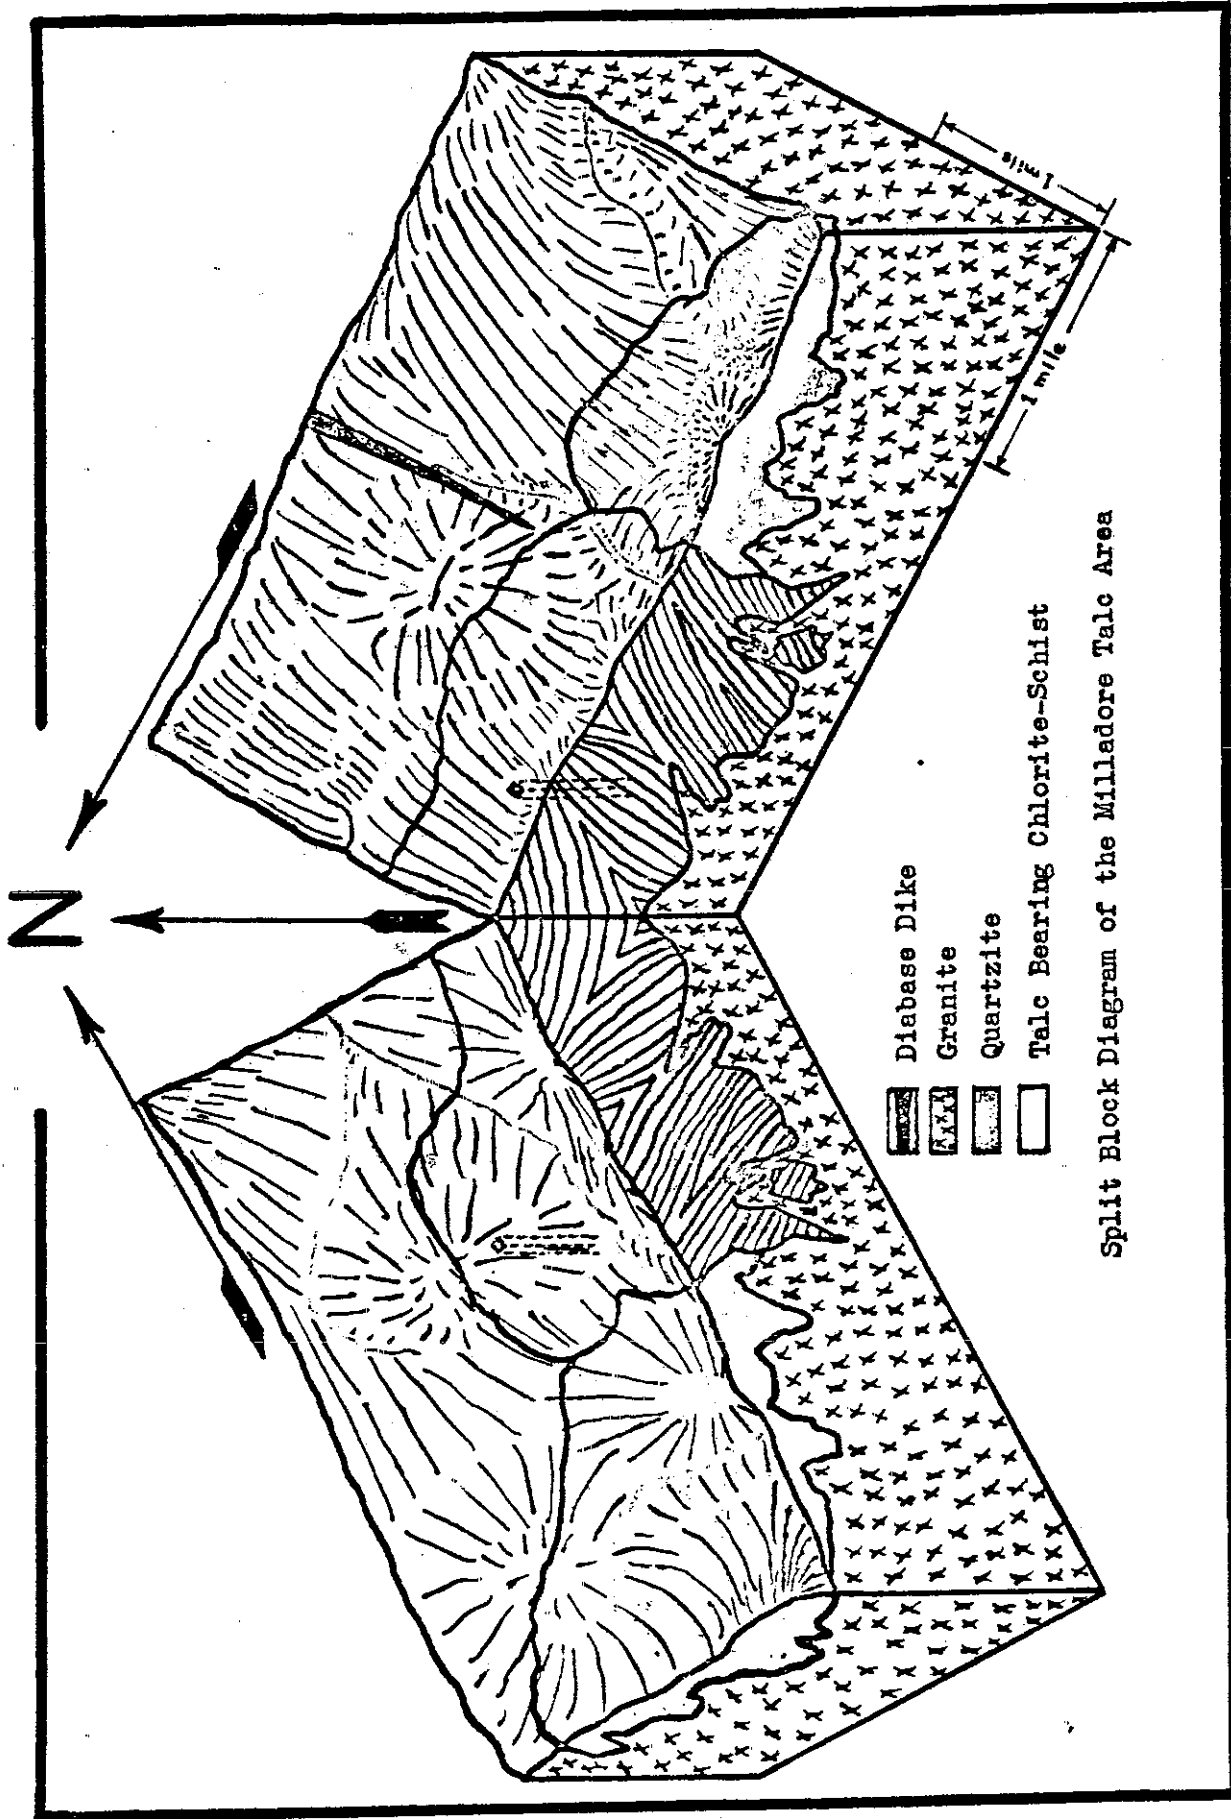 N
1 mile
1 mile
Diabase Dike
Granite
Quartzite
Talc Bearing Chlorite-Schist
Split Block Diagram of the Milladore Talc Area